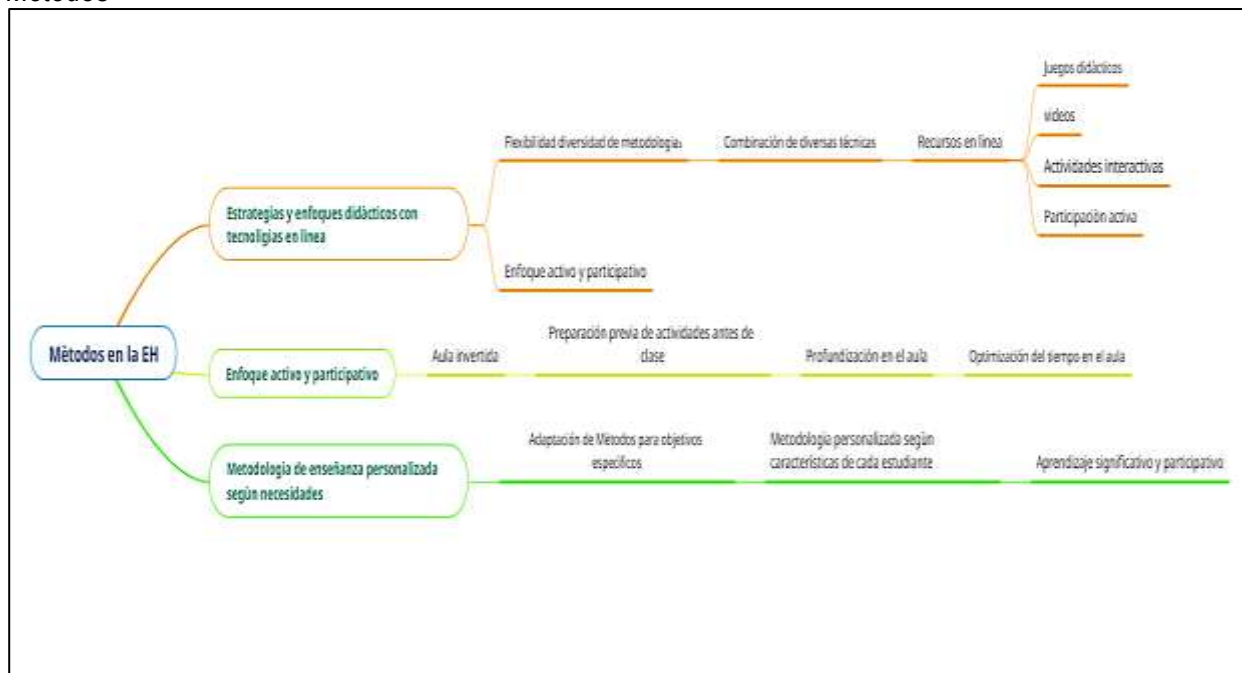 Métodos
Juegos didácticos
videos
Flexibilidad diversidad de metodologías
Combinación de diversas técnicas
Recursos en línea
Actividades interactivas
Participación activa
Estrategias y enfoques didácticos con
tecnoligias en linea
Enfoque activo y participativo
Mètodos en la EH
Enfoque activo y participativo
Aula invertida
Preparación previa de actividades antes de
clase
Profundización en el aula
Optimización del tiempo en el aula
Metodologia de enseñanza personalizada
según necesidades
Adaptación de Métodos para objetivos
específicos
Metodologia personalizada según
características de cada estudiante
Aprendizaje significativo y participativo